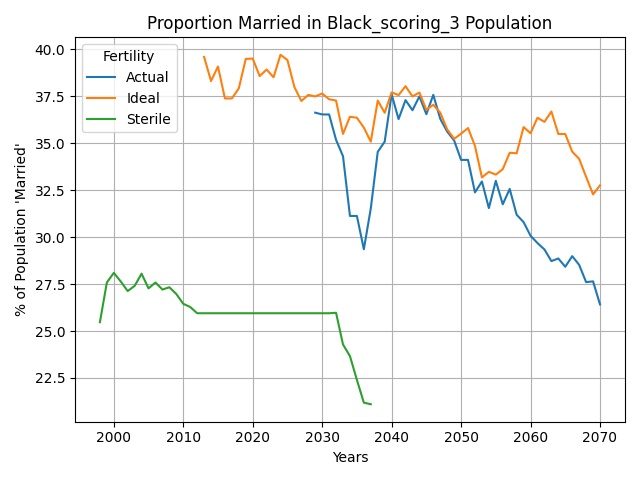 Proportion Married in Black_scoring_3 Population
Fertility
Actual
Ideal
Sterile
% of Population 'Married'
40.0
37.5
35.0
32.5
30.0
27.5
25.0
22.5
2000 2010 2020 2030 2040 2050 2060 2070
Years